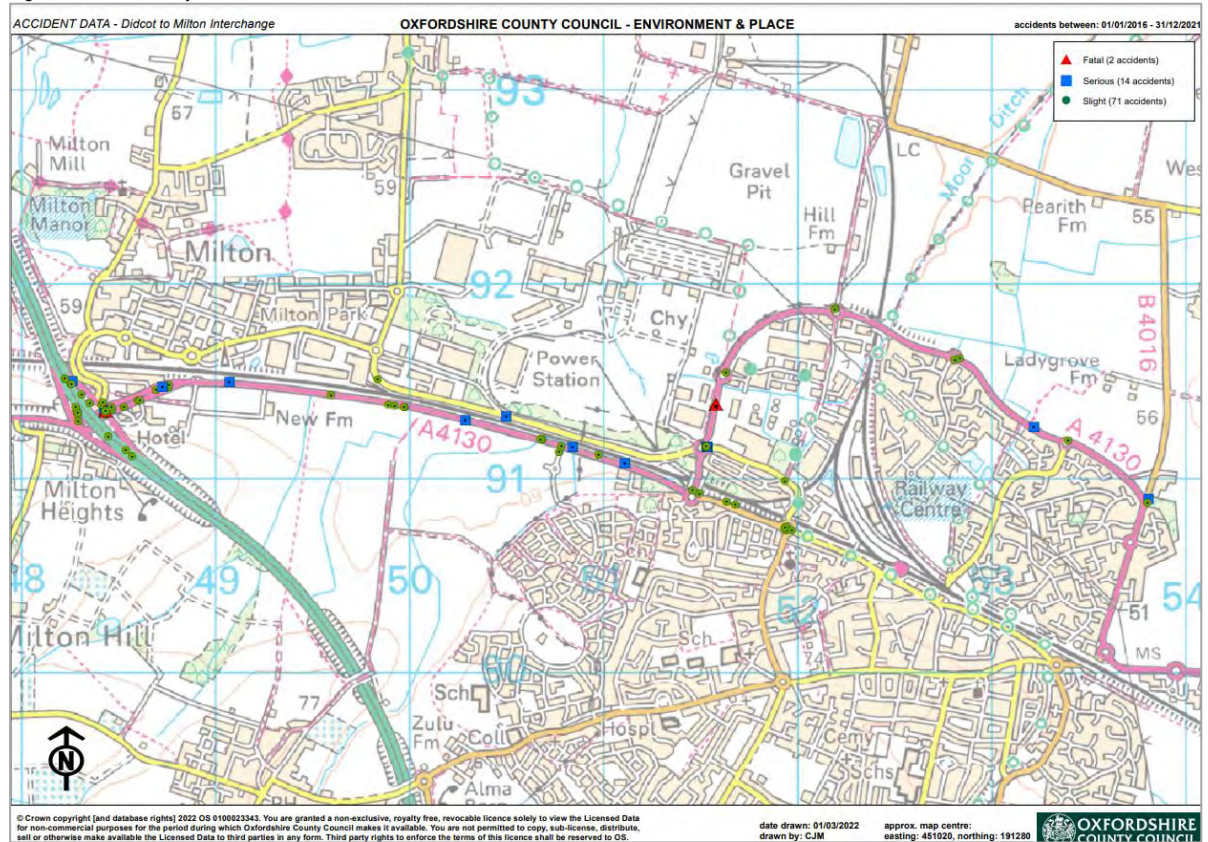 ACCIDENT DATA - Didcot to Milton Interchange
OXFORDSHIRE COUNTY COUNCIL - ENVIRONMENT & PLACE
accidents between: 01/01/2016 - 31/12/2021
Fatal (2 accidents)
Serious (14 accidents)
Slight (71 accidents)
93
57
Ditch
Milton
Mill
LC
59
Gravel
Pit
Moor
Pearith
Fm
55
Milton
Manor
Hill
Fm
Milton
92
59
Milton Park
Chy
B4016
Power
Station
Ladygrove
Fm
56
New Fm
A4130
A 4130
Hotel
91
Milton
Heights
Railway
Centre
Sch
48
49
50
51
52
53
54
51
Milton Hill
Sch
74
MS
90
77
Sch
Zulu
Fm
Coll
Hospl
Cemy
Schs
Alma
N
© Crown copyright [and database rights] 2022 OS 0100023343. You are granted a non-exclusive, royalty free, revocable licence solely to view the Licensed Data
for non-commercial purposes for the period during which Oxfordshire County Council makes it available. You are not permitted to copy, sub-license, distribute,
sell or otherwise make available the Licensed Data to third parties in any form. Third party rights to enforce the terms of this licence shall be reserved to OS.
date drawn: 01/03/2022
drawn by: CJM
approx. map centre:
easting: 451020, northing: 191280
OXFORDSHIRE
COUNTY COUNCIL